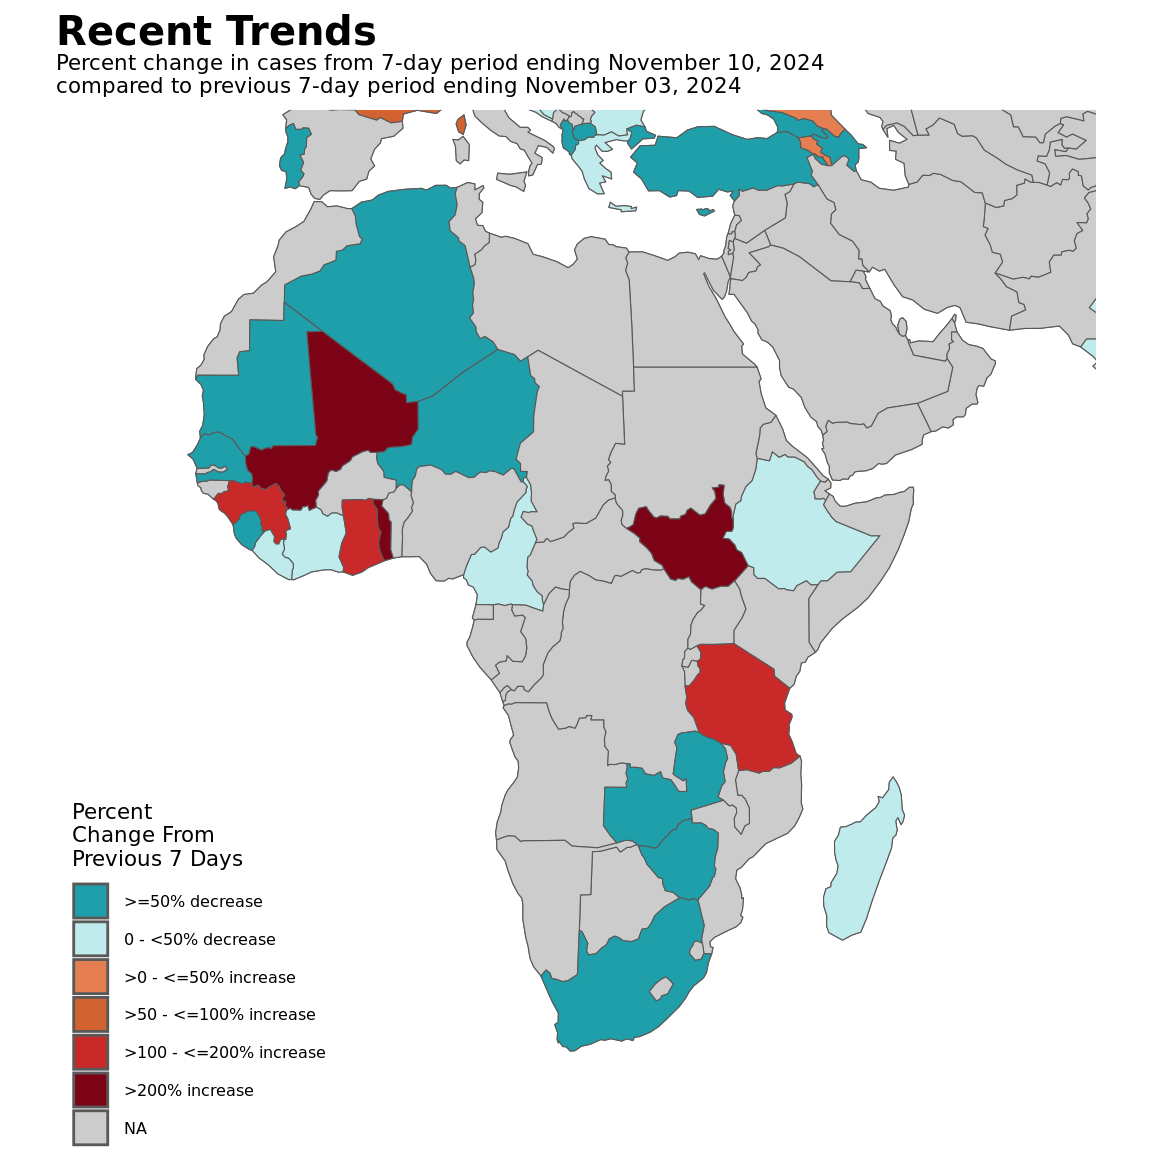 Recent Trends
Percent change in cases from 7-day period ending November 10, 2024
compared to previous 7-day period ending November 03, 2024
Percent
Change From
Previous 7 Days
>=50% decrease
0 - <50% decrease
>0 - <=50% increase
>50 - <=100% increase
>100 - <=200% increase
>200% increase
NA